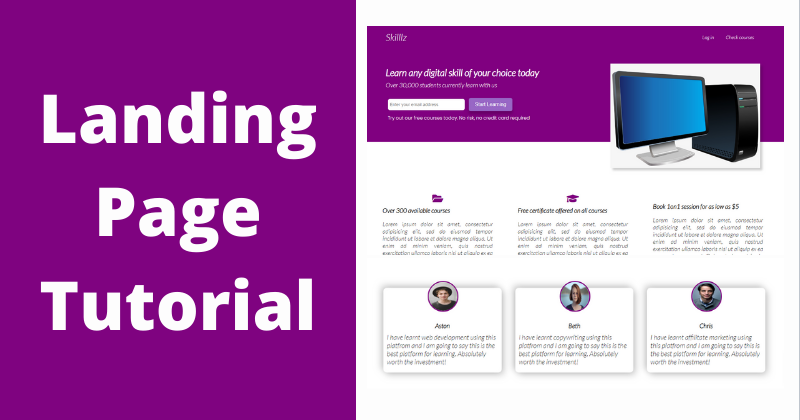 Landing
Page
Tutorial
Skilllz
Log in
Check courses
Learn any digital skill of your choice today
Over 30,000 students currently learn with us
Enter your email address
Start Learning
Try out our free courses today. No risk, no credit card required
Over 300 available courses
Lorem ipsum dolor sit amet, consectetur
adipisicing elit, sed do eiusmod tempor
incididunt ut labore et dolore magna aliqua. Ut
enim ad minim veniam, quis nostrud
exercitation ullamco laboris nisi ut aliquip ex ea
Free certificate offered on all courses
Lorem ipsum dolor sit amet, consectetur
adipisicing elit, sed do eiusmod tempor
incididunt ut labore et dolore magna aliqua. Ut
enim ad minim veniam, quis nostrud
exercitation ullamco laboris nisi ut aliquip ex ea
Book 1on1 session for as low as $5
Lorem ipsum dolor sit amet, consectetur
adipisicing elit, sed do eiusmod tempor
incididunt ut labore et dolore magna aliqua. Ut
enim ad minim veniam, quis nostrud
exercitation ullamco laboris nisi ut aliquip ex ea
Aston
I have learnt web development using this
platfrom and I am going to say this is the
best platform for learning. Absolutely
worth the investment!
Beth
I have learnt copywriting using this
platfrom and I am going to say this is the
best platform for learning. Absolutely
worth the investment!
Chris
I have learnt affilitate marketing using
this platfrom and I am going to say this is
the best platform for learning. Absolutely
worth the investment!